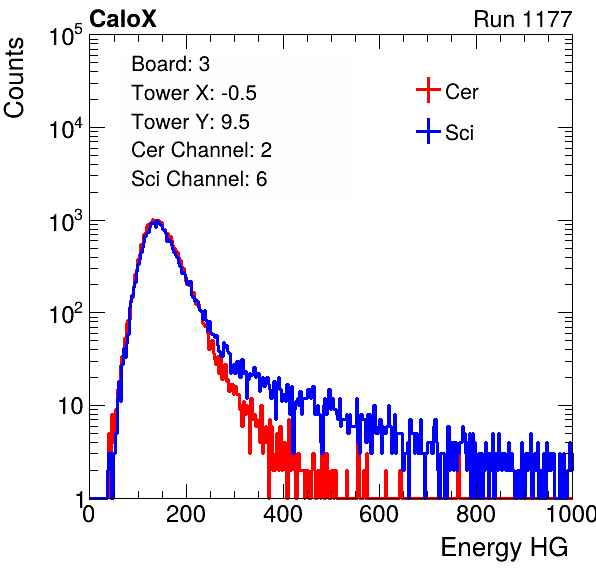 CaloX Run 1177
Counts
10^5
10^4
10^3
10^2
10
1
Board: 3
Tower X: -0.5
Tower Y: 9.5
Cer Channel: 2
Sci Channel: 6
Cer
Sci
0 200 400 600 800 1000
Energy HG